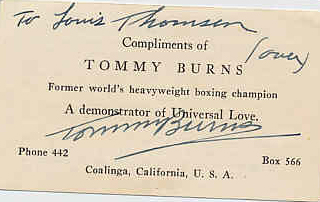 To Louis Thomsen
Compliments of
(over)
TOMMY BURNS
Former world's heavyweight boxing champion
A demonstrator of Universal Love.
Tommy Burns
Phone 442 Box 566
Coalinga, California, U. S. A.